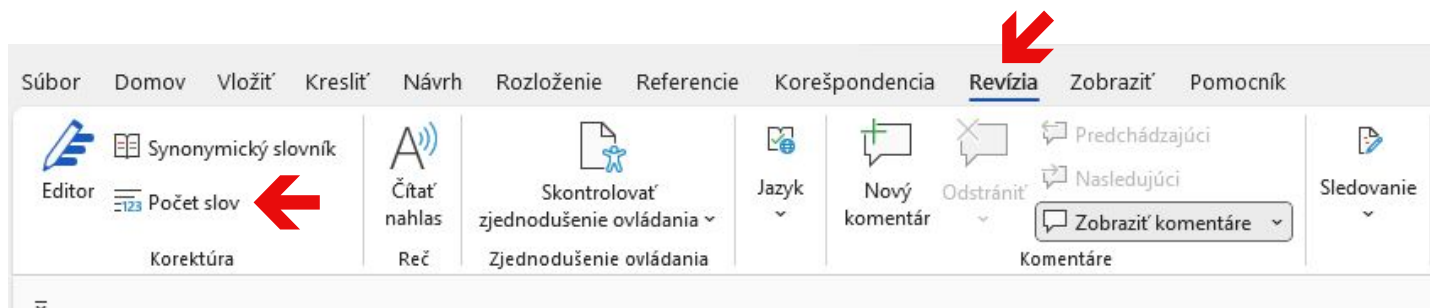 Súbor Domov Vložiť Kresliť Návrh Rozloženie Referencie Korešpondencia Revízia Zobraziť Pomocník
Editor
Synonymický slovník
123 Počet slov
Korektúra
Čítať
nahlas
Reč
Skontrolovať
zjednodušenie ovládania
Zjednodušenie ovládania
Jazyk
Nový
komentár
Odstrániť
Predchádzajúci
Nasledujúci
Zobraziť komentáre
Komentáre
Sledovanie